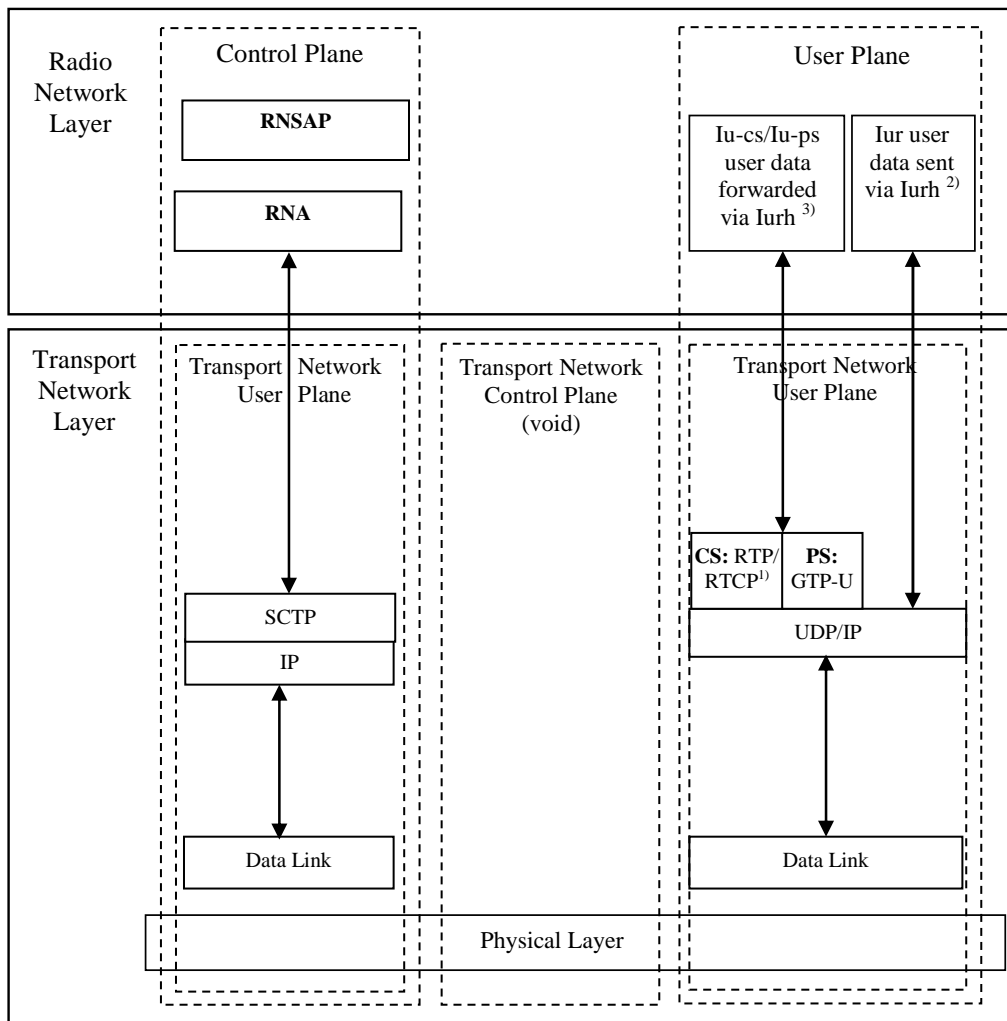 Radio
Network
Layer
Control Plane
RNSAP
RNA
User Plane
Iu-cs/Iu-ps
user data
forwarded
via Iurh 3)
Iur user
data sent
via Iurh 2)
Transport
Network
Layer
Transport Network
User Plane
Transport Network
Control Plane
(void)
Transport Network
User Plane
SCTP
IP
CS: RTP/
RTCP1)
PS:
GTP-U
UDP/IP
Data Link
Data Link
Physical Layer